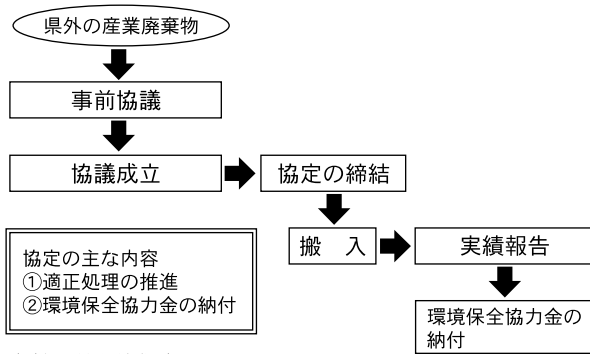 県外の産業廃棄物
事前協議
協議成立
協定の締結
搬　入
実績報告
環境保全協力金の
納付
協定の主な内容
①適正処理の推進
②環境保全協力金の納付